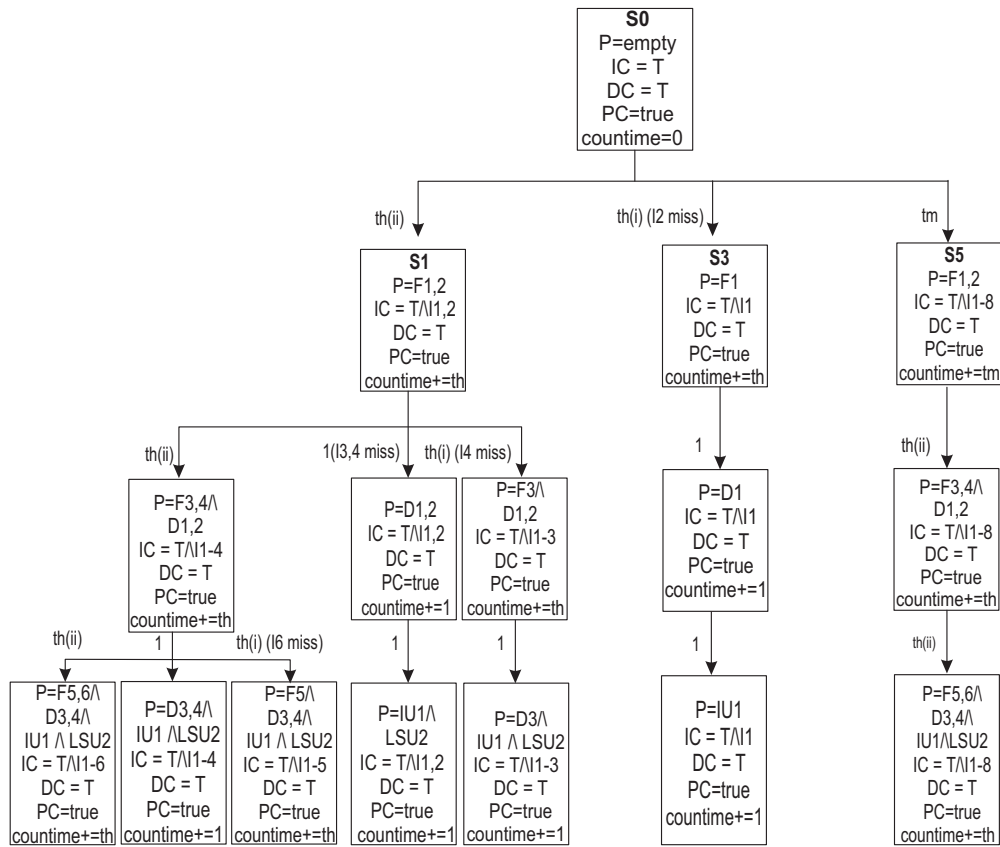 S0
P=empty
IC = T
DC = T
PC=true
countime=0
th(ii)
th(i) (I2 miss)
tm
S1
P=F1,2
IC = T/\I1,2
DC = T
PC=true
countime+=th
S3
P=F1
IC = T/\I1
DC = T
PC=true
countime+=th
S5
P=F1,2
IC = T/\I1-8
DC = T
PC=true
countime+=tm
th(ii)
1(I3,4 miss)
th(i) (I4 miss)
1
th(ii)
P=F3,4/\
D1,2
IC = T/\I1-4
DC = T
PC=true
countime+=th
P=D1,2
IC = T/\I1,2
DC = T
PC=true
countime+=1
P=F3/\
D1,2
IC = T/\I1-3
DC = T
PC=true
countime+=th
P=D1
IC = T/\I1
DC = T
PC=true
countime+=1
P=F3,4/\
D1,2
IC = T/\I1-8
DC = T
PC=true
countime+=th
th(ii)
1
th(i) (I6 miss)
1
1
1
th(ii)
P=F5,6/\
D3,4/\
IU1 /\ LSU2
IC = T/\I1-6
DC = T
PC=true
countime+=th
P=D3,4/\
IU1 /\ LSU2
IC = T/\I1-4
DC = T
PC=true
countime+=1
P=F5/\
D3,4/\
IU1 /\ LSU2
IC = T/\I1-5
DC = T
PC=true
countime+=th
P=IU1/\
LSU2
IC = T/\I1,2
DC = T
PC=true
countime+=1
P=D3/\
IU1 /\ LSU2
IC = T/\I1-3
DC = T
PC=true
countime+=1
P=IU1
IC = T/\I1
DC = T
PC=true
countime+=1
P=F5,6/\
D3,4/\
IU1/\LSU2
IC = T/\I1-8
DC = T
PC=true
countime+=tm